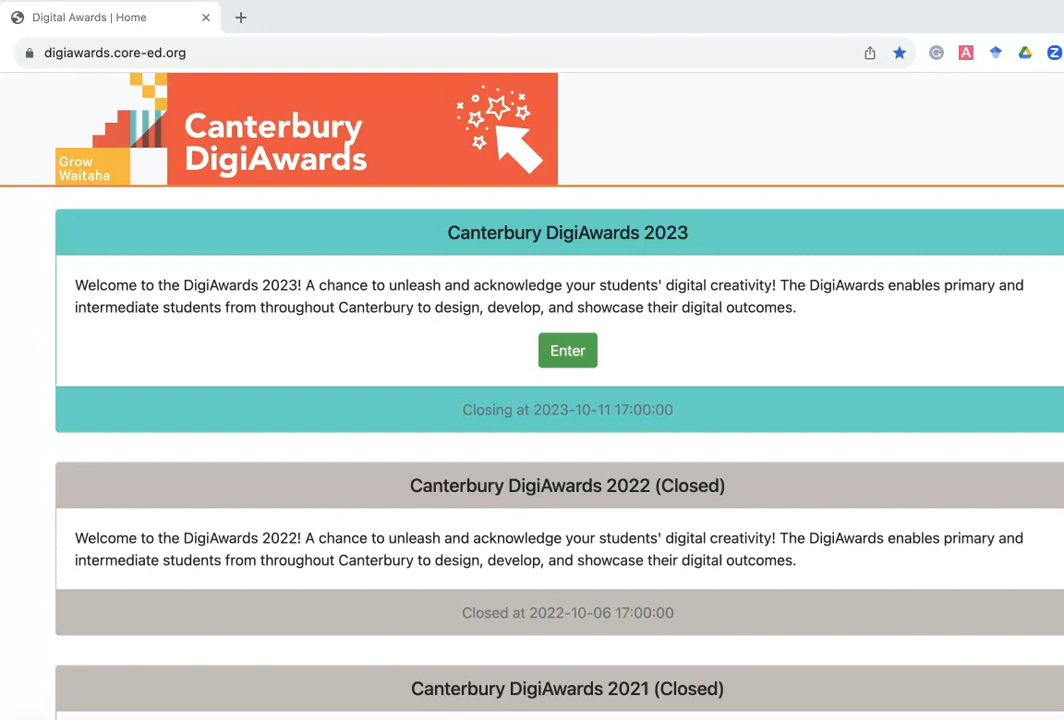 Digital Awards | Home
digiawards.core-ed.org
Grow
Waitaha
Canterbury
DigiAwards
Canterbury DigiAwards 2023
Welcome to the DigiAwards 2023! A chance to unleash and acknowledge your students' digital creativity! The DigiAwards enables primary and
intermediate students from throughout Canterbury to design, develop, and showcase their digital outcomes.
Enter
Closing at 2023-10-11 17:00:00
Canterbury DigiAwards 2022 (Closed)
Welcome to the DigiAwards 2022! A chance to unleash and acknowledge your students' digital creativity! The DigiAwards enables primary and
intermediate students from throughout Canterbury to design, develop, and showcase their digital outcomes.
Closed at 2022-10-06 17:00:00
Canterbury DigiAwards 2021 (Closed)